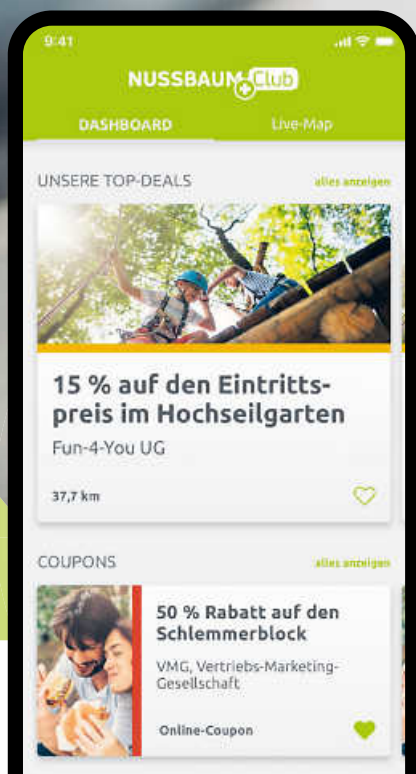 9:41
NUSSBAUM Club
DASHBOARD Live-Map
UNSERE TOP-DEALS alles anzeigen
15 % auf den Eintritts-
preis im Hochseilgarten
Fun-4-You UG
37,7 km
COUPONS alles anzeigen
50 % Rabatt auf den
Schlemmerblock
VMG, Vertriebs-Marketing-
Gesellschaft
Online-Coupon